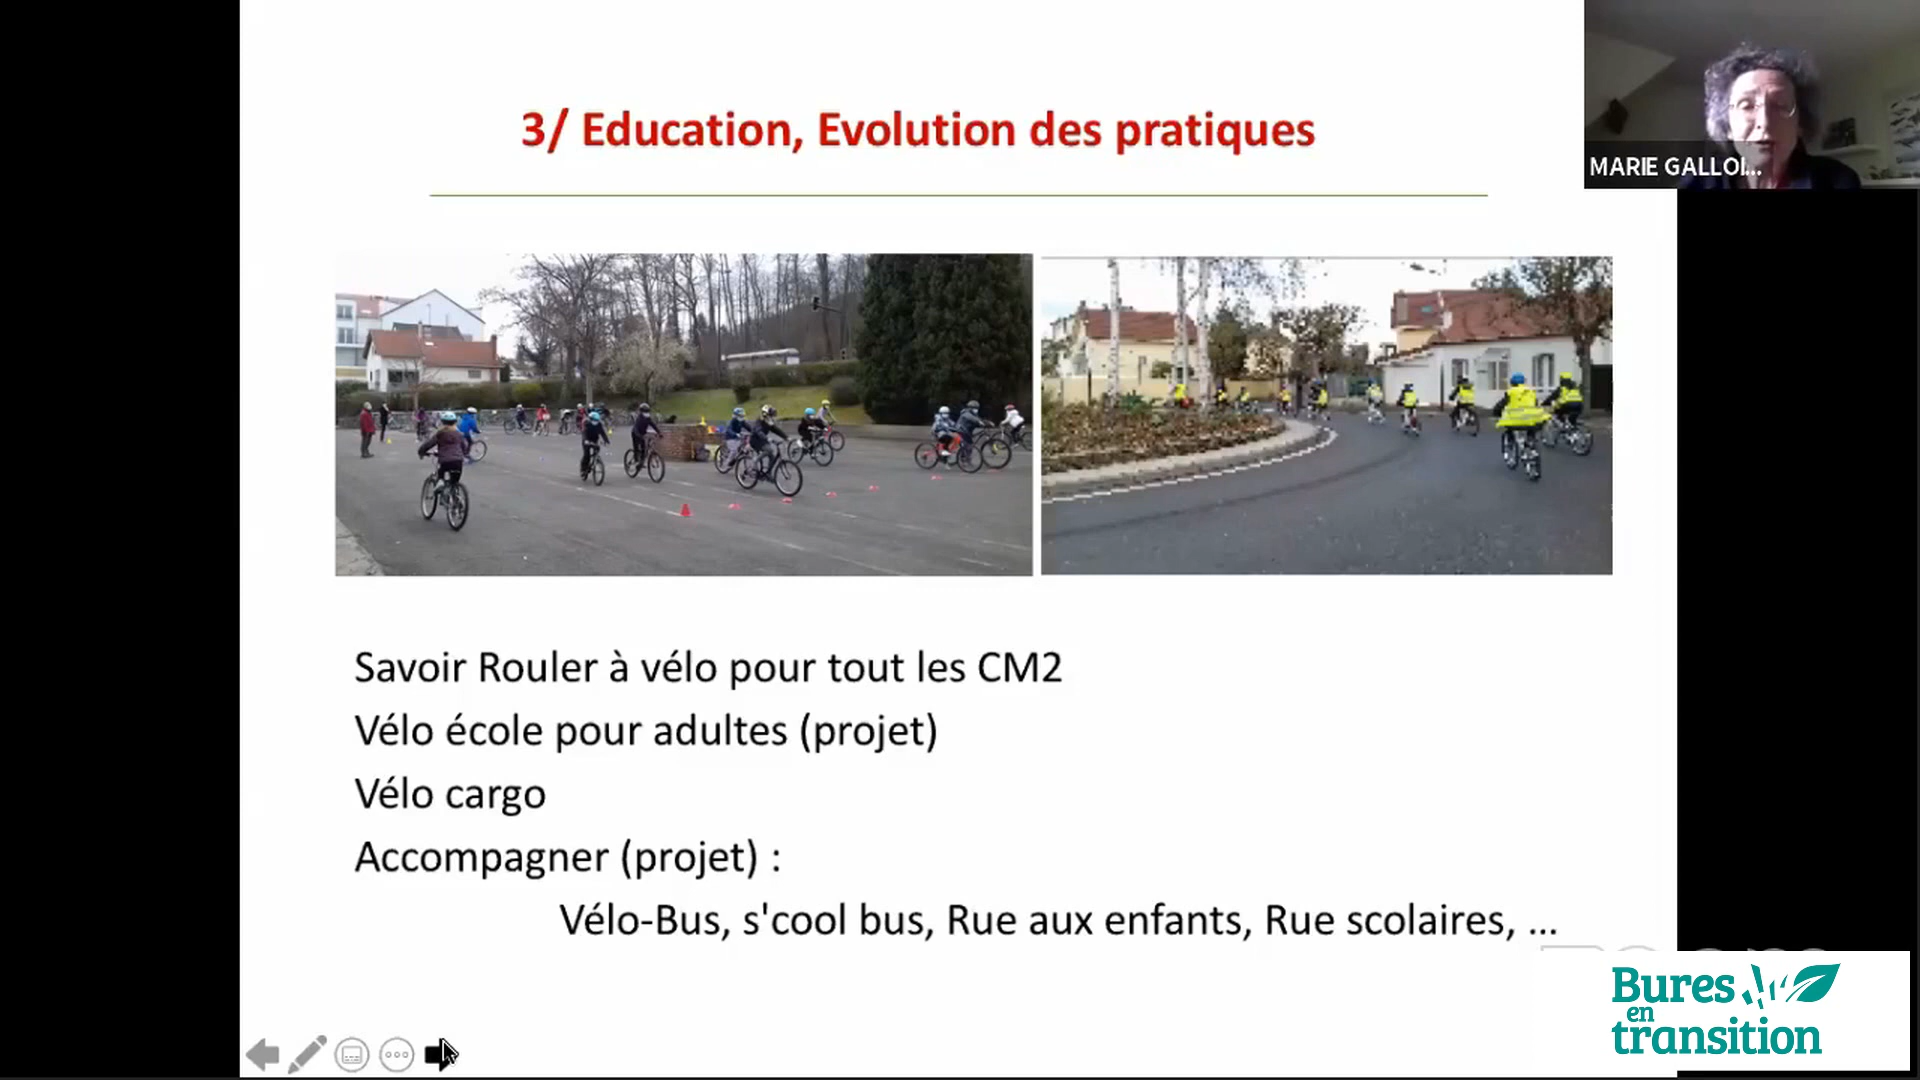 3/ Education, Evolution des pratiques
MARIE GALLOI...
Savoir Rouler à vélo pour tout les CM2
Vélo école pour adultes (projet)
Vélo cargo
Accompagner (projet) :
Vélo-Bus, s'cool bus, Rue aux enfants, Rue scolaires, ...
Bures
en
transition